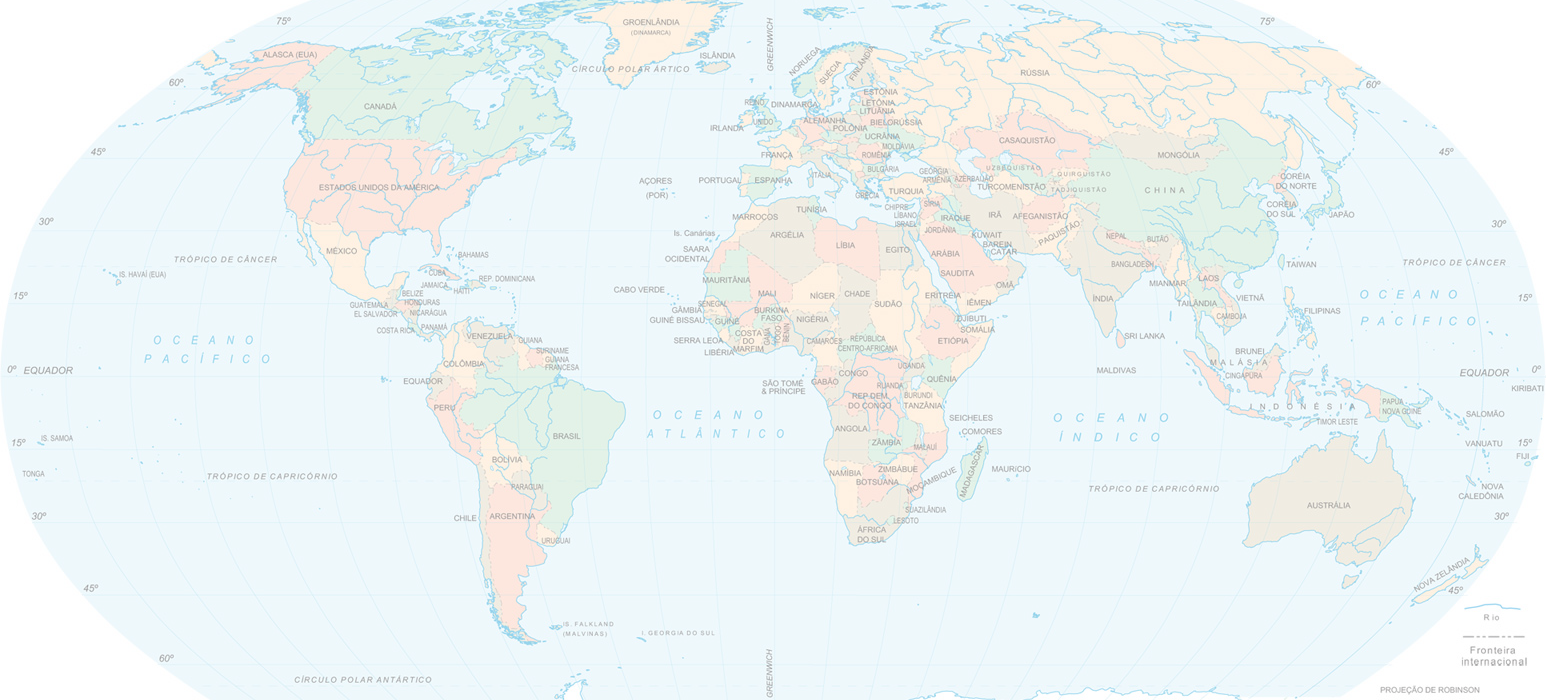 75º
GREENWICH
75º
GROENLÂNDIA
(DINAMARCA)
ALASCA (EUA)
ISLÂNDIA
NORUEGA
SUÉCIA
FINLÂNDIA
CÍRCULO POLAR ÁRTICO
RÚSSIA
60º
60º
CANADÁ
REINO
UNIDO
DINAMARCA
ESTÔNIA
LETÔNIA
LITUÂNIA
IRLANDA
ALEMANHA
POLÔNIA
BIELORÚSSIA
UCRÂNIA
MOLDÁVIA
CASAQUISTÃO
45º
45º
FRANÇA
ROMÊNIA
MONGÓLIA
BULGÁRIA
GEÓRGIA
UZBEQUISTÃO
QUIRGUISTÃO
AÇORES
(POR)
PORTUGAL
ESPANHA
ITÁLIA
GRÉCIA
TURQUIA
ARMÊNIA
AZERBAIJÃO
TURCOMENISTÃO
TADJIQUISTÃO
CHINA
CORÉIA
DO NORTE
ESTADOS UNIDOS DA AMÉRICA
CHIPRE
LÍBANO
ISRAEL
SÍRIA
IRAQUE
IRÃ
AFEGANISTÃO
CORÉIA
DO SUL
JAPÃO
30º
30º
MARROCOS
TUNÍSIA
JORDÂNIA
KUWAIT
BAREIN
CATAR
PAQUISTÃO
NEPAL
BUTÃO
MÉXICO
Is. Canárias
ARGÉLIA
LÍBIA
EGITO
SAARA
OCIDENTAL
ARÁBIA
SAUDITA
BANGLADESH
TRÓPICO DE CÂNCER
BAHAMAS
TAIWAN
TRÓPICO DE CÂNCER
IS. HAVAÍ (EUA)
CUBA
REP. DOMINICANA
JAMAICA
HAITI
MAURITÂNIA
OMÃ
MIANMAR
LAOS
15º
BELIZE
HONDURAS
GUATEMALA
EL SALVADOR
NICARÁGUA
CABO VERDE
MALI
NÍGER
CHADE
SUDÃO
ERITRÉIA
IÊMEN
ÍNDIA
TAILÂNDIA
VIETNÃ
15º
OCEANO
PACÍFICO
COSTA RICA
PANAMÁ
SENEGAL
GÂMBIA
GUINÉ BISSAU
GUINÉ
BURKINA
FASO
NIGÉRIA
DJIBUTI
SOMÁLIA
CAMBOJA
FILIPINAS
OCEANO
PACÍFICO
VENEZUELA
GUIANA
SURINAME
GUIANA
FRANCESA
SERRA LEOA
LIBÉRIA
COSTA
DO
MARFIM
GANA
TOGO
BENIN
CAMARÕES
REPÚBLICA
CENTRO-AFRICANA
ETIÓPIA
SRI LANKA
BRUNEI
MALÁSIA
CINGAPURA
0º
EQUADOR
COLÔMBIA
EQUADOR
SÃO TOMÉ
& PRÍNCIPE
GABÃO
CONGO
UGANDA
RUANDA
QUÊNIA
MALDIVAS
EQUADOR
0º
KIRIBATI
PERU
REP. DEM.
DO CONGO
BURUNDI
TANZÂNIA
INDONÉSIA
PAPUA
NOVA GUINÉ
SALOMÃO
OCEANO
ATLÂNTICO
SEICHELES
COMORES
OCEANO
ÍNDICO
TIMOR LESTE
15º
IS. SAMOA
BRASIL
ANGOLA
ZÂMBIA
MALAUÍ
VANUATU
15º
FIJI
TONGA
BOLÍVIA
NAMÍBIA
ZIMBÁBUE
BOTSUANA
MOÇAMBIQUE
MADAGASCAR
MAURÍCIO
TRÓPICO DE CAPRICÓRNIO
PARAGUAI
TRÓPICO DE CAPRICÓRNIO
NOVA
CALEDÔNIA
30º
CHILE
ARGENTINA
SUAZILÂNDIA
LESOTO
AUSTRÁLIA
30º
URUGUAI
ÁFRICA
DO SUL
NOVA ZELÂNDIA
45º
45º
Rio
IS. FALKLAND
(MALVINAS)
I. GEORGIA DO SUL
Fronteira
internacional
60º
GREENWICH
CÍRCULO POLAR ANTÁRTICO
PROJEÇÃO DE ROBINSON